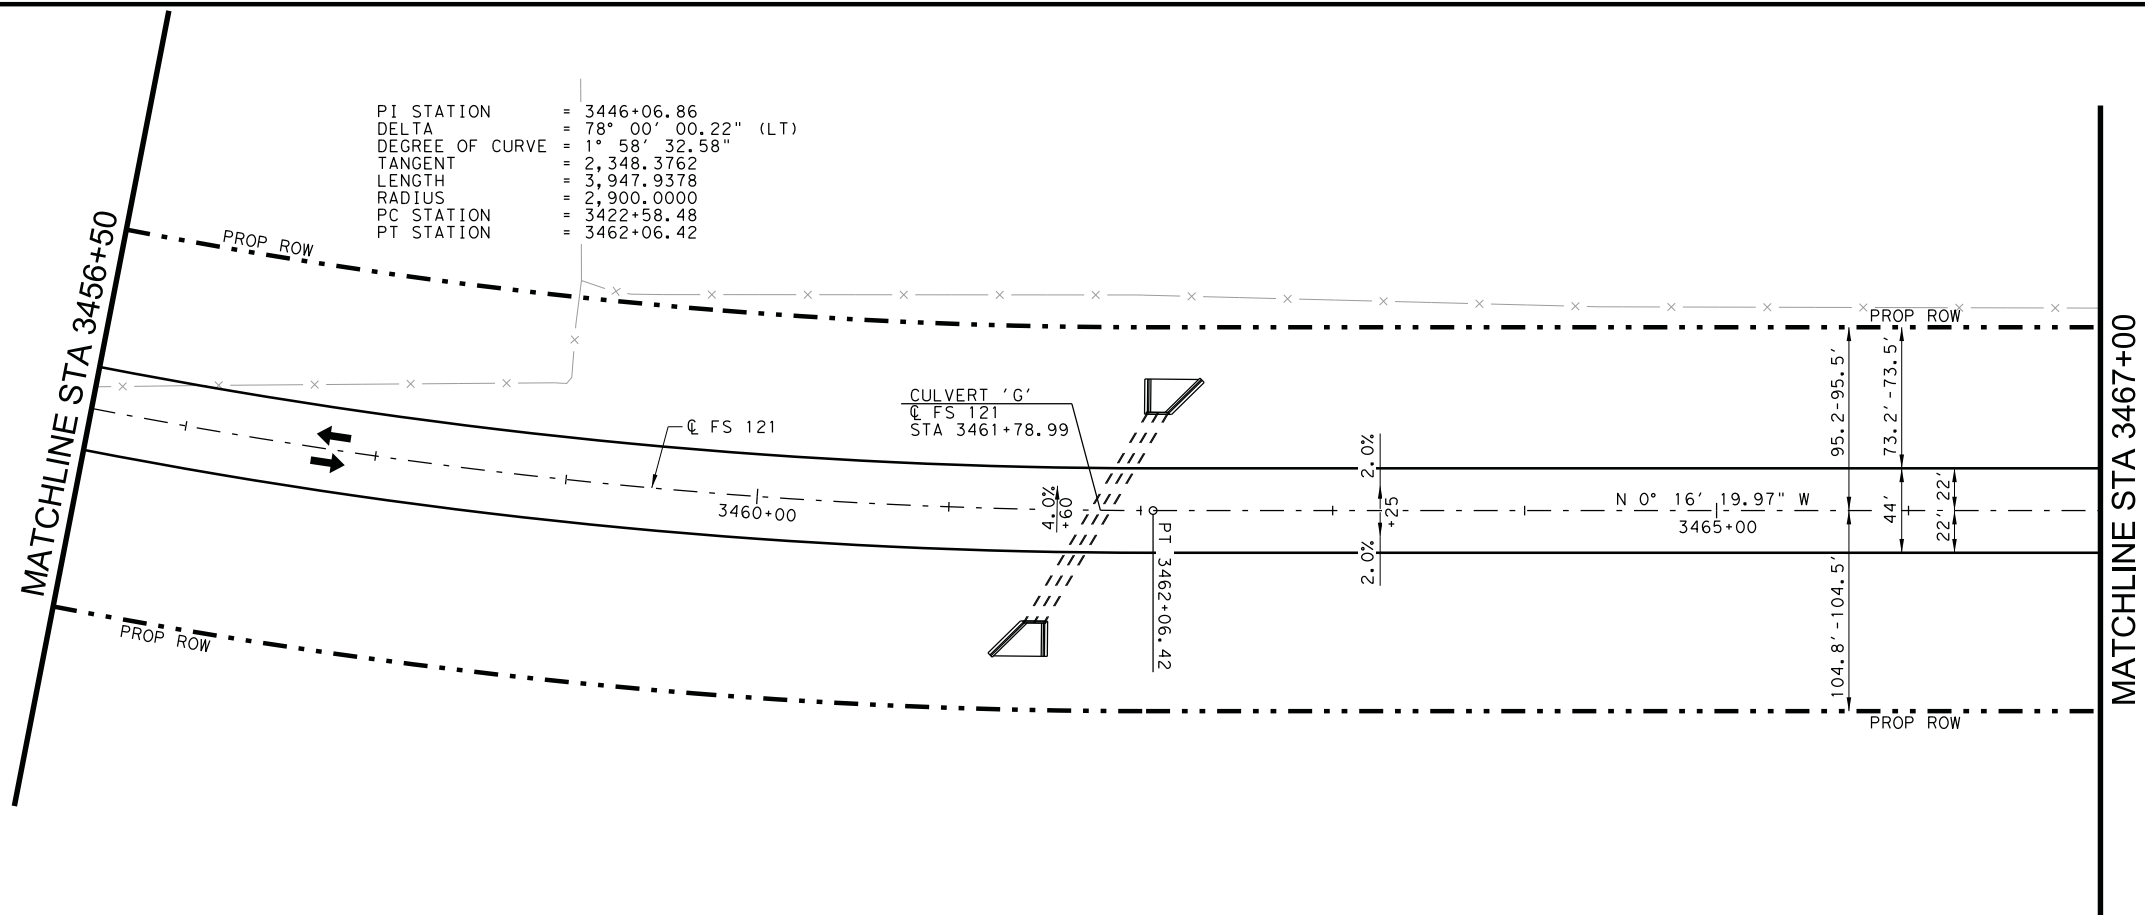 PI STATION = 3446+06.86
DELTA = 78° 00' 00.22" (LT)
DEGREE OF CURVE = 1° 58' 32.58"
TANGENT = 2,348.3762
LENGTH = 3,947.9378
RADIUS = 2,900.0000
PC STATION = 3422+58.48
PT STATION = 3462+06.42
MATCHLINE STA 3456+50
PROP ROW
PROP ROW
CULVERT 'G'
℄ FS 121
STA 3461+78.99
℄ FS 121
3460+00
4.0%
+60
PT 3462+06.42
2.0%
2.0%
+25
N 0° 16' 19.97" W
3465+00
PROP ROW
95.2-95.5'
73.2'-73.5'
44'
22'
22'
104.8'-104.5'
PROP ROW
MATCHLINE STA 3467+00